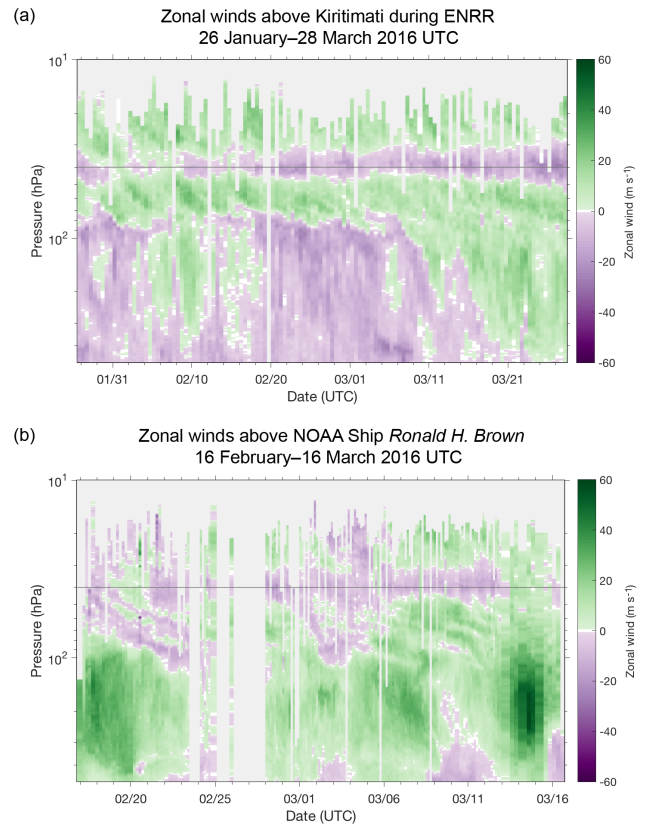 (a)
Zonal winds above Kiritimati during ENRR
26 January–28 March 2016 UTC
10¹
10²
Pressure (hPa)
01/31 02/10 02/20 03/01 03/11 03/21
Date (UTC)
60
40
20
0
-20
-40
-60
Zonal wind (m s⁻¹)
(b)
Zonal winds above NOAA Ship Ronald H. Brown
16 February–16 March 2016 UTC
10¹
10²
Pressure (hPa)
02/20 02/25 03/01 03/06 03/11 03/16
Date (UTC)
60
40
20
0
-20
-40
-60
Zonal wind (m s⁻¹)